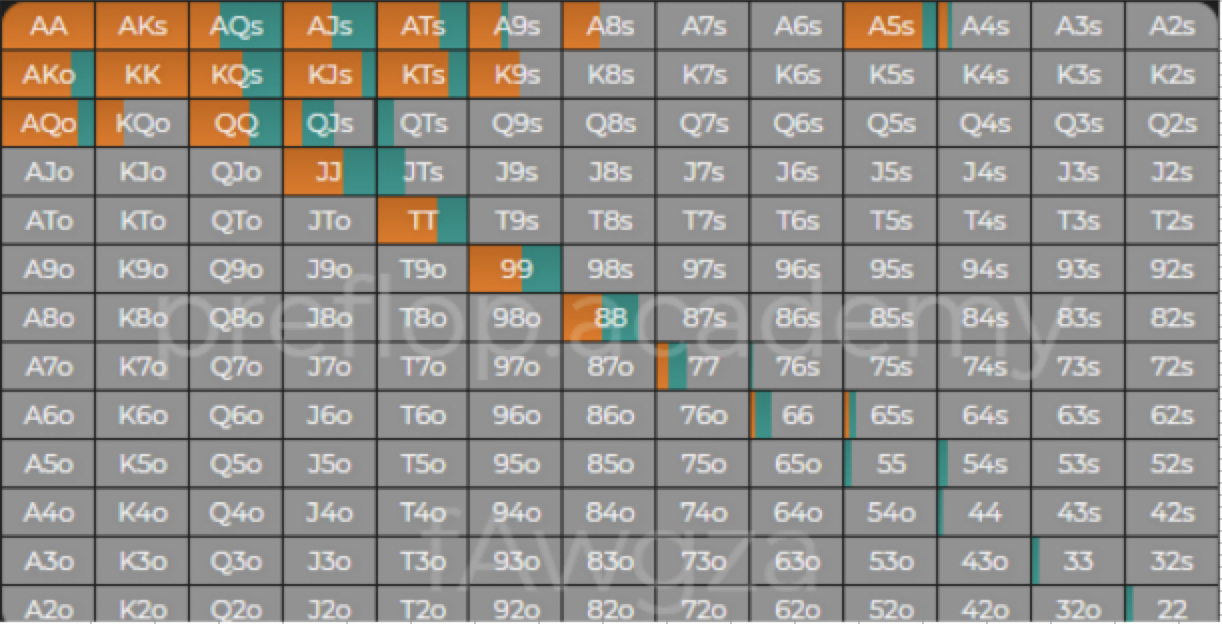 AA AKs AQs AJs ATs A9s A8s A7s A6s A5s A4s A3s A2s
AKo KK KQs KJs KTs K9s K8s K7s K6s K5s K4s K3s K2s
AQo KQo QQ QJs QTs Q9s Q8s Q7s Q6s Q5s Q4s Q3s Q2s
AJo KJo QJo JJ JTs J9s J8s J7s J6s J5s J4s J3s J2s
ATo KTo QTo JTo TT T9s T8s T7s T6s T5s T4s T3s T2s
A9o K9o Q9o J9o T9o 99 98s 97s 96s 95s 94s 93s 92s
A8o K8o Q8o J8o T8o 98o 88 87s 86s 85s 84s 83s 82s
preflop.academy
A7o K7o Q7o J7o T7o 97o 87o 77 76s 75s 74s 73s 72s
A6o K6o Q6o J6o T6o 96o 86o 76o 66 65s 64s 63s 62s
A5o K5o Q5o J5o T5o 95o 85o 75o 65o 55 54s 53s 52s
A4o K4o Q4o J4o T4o 94o 84o 74o 64o 54o 44 43s 42s
fAwgza
A3o K3o Q3o J3o T3o 93o 83o 73o 63o 53o 43o 33 32s
A2o K2o Q2o J2o T2o 92o 82o 72o 62o 52o 42o 32o 22